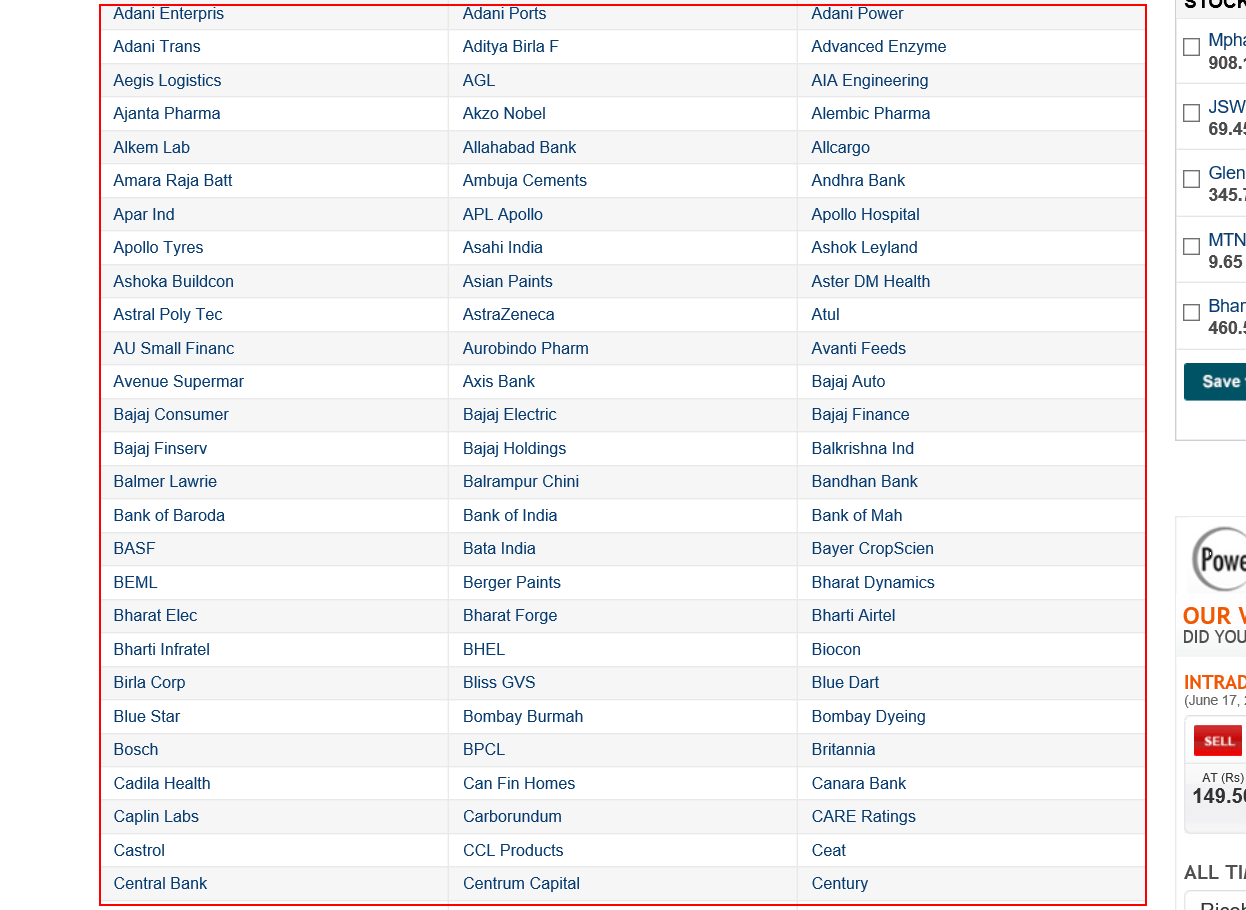 Adani Enterpris Adani Ports Adani Power
Adani Trans Aditya Birla F Advanced Enzyme
Aegis Logistics AGL AIA Engineering
Ajanta Pharma Akzo Nobel Alembic Pharma
Alkem Lab Allahabad Bank Allcargo
Amara Raja Batt Ambuja Cements Andhra Bank
Apar Ind APL Apollo Apollo Hospital
Apollo Tyres Asahi India Ashok Leyland
Ashoka Buildcon Asian Paints Aster DM Health
Astral Poly Tec AstraZeneca Atul
AU Small Financ Aurobindo Pharm Avanti Feeds
Avenue Supermar Axis Bank Bajaj Auto
Bajaj Consumer Bajaj Electric Bajaj Finance
Bajaj Finserv Bajaj Holdings Balkrishna Ind
Balmer Lawrie Balrampur Chini Bandhan Bank
Bank of Baroda Bank of India Bank of Mah
BASF Bata India Bayer CropScien
BEML Berger Paints Bharat Dynamics
Bharat Elec Bharat Forge Bharti Airtel
Bharti Infratel BHEL Biocon
Birla Corp Bliss GVS Blue Dart
Blue Star Bombay Burmah Bombay Dyeing
Bosch BPCL Britannia
Cadila Health Can Fin Homes Canara Bank
Caplin Labs Carborundum CARE Ratings
Castrol CCL Products Ceat
Central Bank Centrum Capital Century
STOCK
Mpha
908.
JSW
69.45
Glen
345.7
MTN
9.65
Bhar
460.5
Save
Powe
OUR
DID YOU
INTRAD
(June 17,
SELL
AT (Rs)
149.50
ALL TI